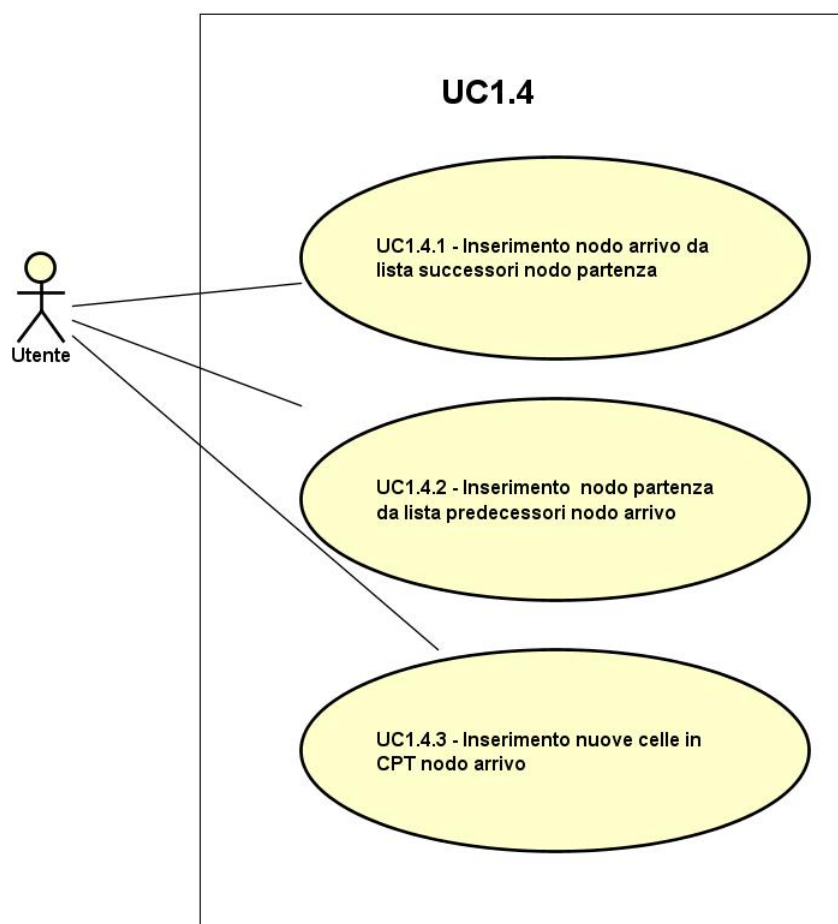 UC1.4
UC1.4.1 - Inserimento nodo arrivo da
lista successori nodo partenza
Utente
UC1.4.2 - Inserimento  nodo partenza
da lista predecessori nodo arrivo
UC1.4.3 - Inserimento nuove celle in
CPT nodo arrivo